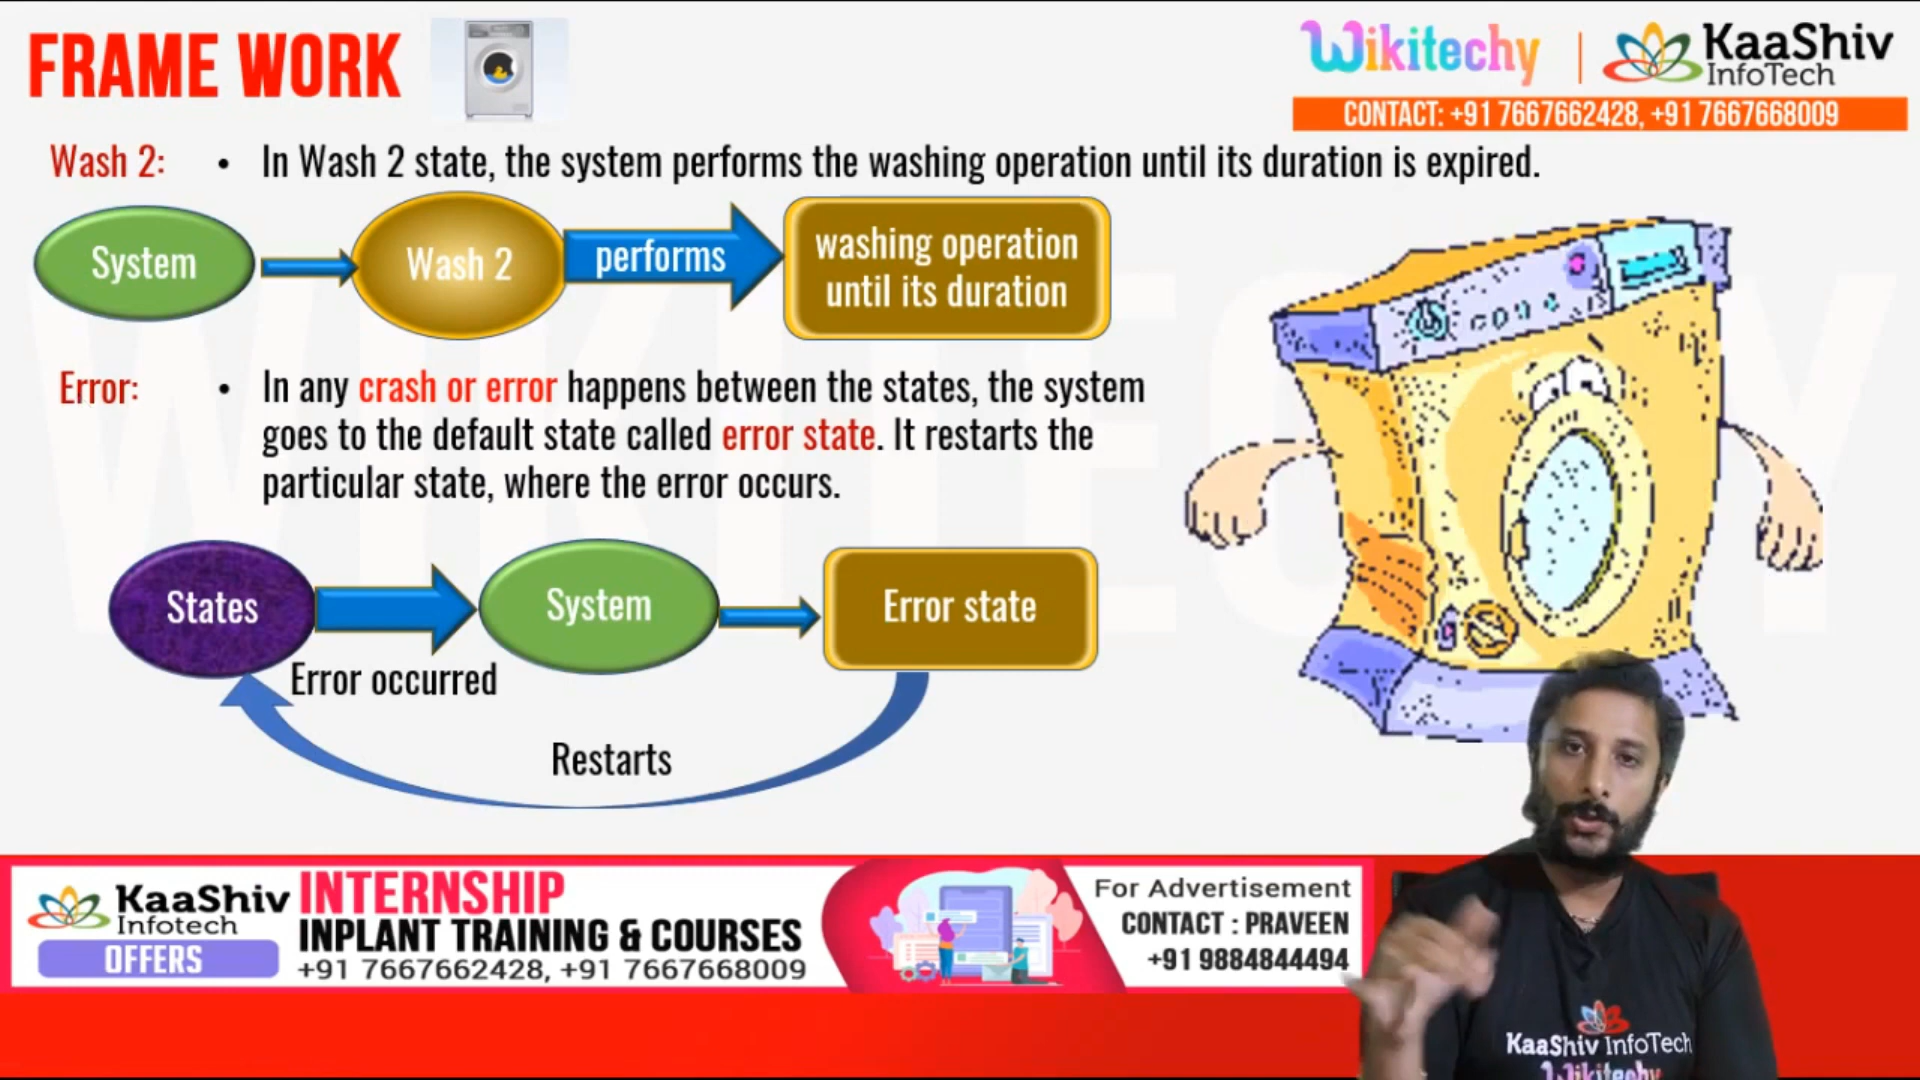 FRAME WORK
Wikitechy
KaaShiv
InfoTech
CONTACT: +91 7667662428, +91 7667668009
Wash 2: • In Wash 2 state, the system performs the washing operation until its duration is expired.
System
Wash 2
performs
washing operation
until its duration
Error: • In any crash or error happens between the states, the system
goes to the default state called error state. It restarts the
particular state, where the error occurs.
States
System
Error state
Error occurred
Restarts
KaaShiv
Infotech
OFFERS
INTERNSHIP
INPLANT TRAINING & COURSES
+91 7667662428, +91 7667668009
For Advertisement
CONTACT : PRAVEEN
+91 9884844494
KaaShiv InfoTech
Wikitechy
WIKITECHY